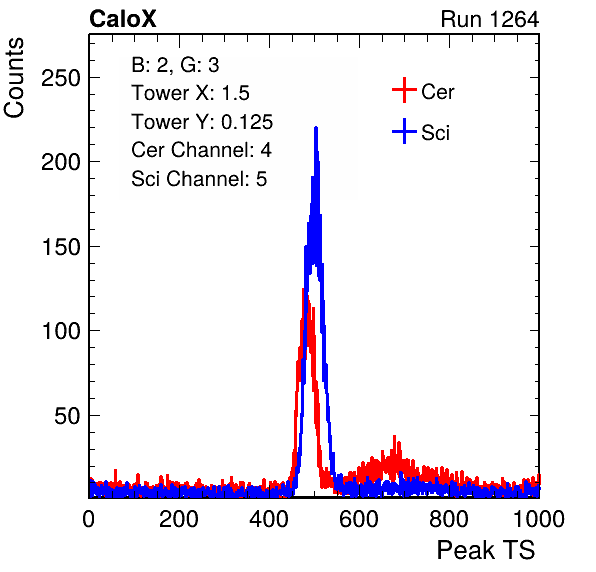 CaloX
Run 1264
Counts
B: 2, G: 3
Tower X: 1.5
Tower Y: 0.125
Cer Channel: 4
Sci Channel: 5
Cer
Sci
250
200
150
100
50
0 200 400 600 800 1000
Peak TS